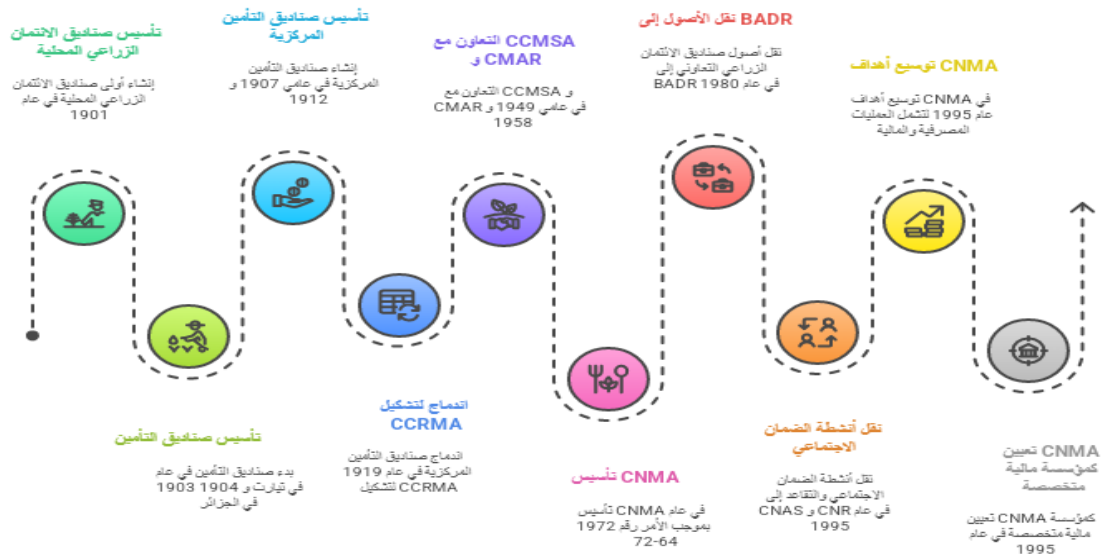 تأسيس صناديق الائتمان
الزراعي المحلية
إنشاء أولى صناديق الائتمان
الزراعي المحلية في عام
1901
تأسيس صناديق التأمين
بدء صناديق التأمين في عام
1903 في تيارت و 1904
في الجزائر
تأسيس صناديق التأمين
المركزية
إنشاء صناديق التأمين
المركزية في عامي 1907 و
1912
اندماج لتشكيل
CCRMA
اندماج صناديق التأمين
المركزية في عام 1919
لتشكيل CCRMA
التعاون مع CCMSA
و CMAR
التعاون مع CCMSA و
CMAR في عامي 1949 و
1958
تأسيس CNMA
تأسيس CNMA في عام
1972 بموجب الأمر رقم
72-64
نقل الأصول إلى BADR
نقل أصول صناديق الائتمان
الزراعي التعاوني إلى
BADR في عام 1980
نقل أنشطة الضمان
الاجتماعي
نقل أنشطة الضمان
الاجتماعي والتقاعد إلى
CNAS و CNR في عام
1995
توسيع أهداف CNMA
توسيع أهداف CNMA في
عام 1995 لتشمل العمليات
المصرفية والمالية
تعيين CNMA
كمؤسسة مالية
متخصصة
تعيين CNMA كمؤسسة
مالية متخصصة في عام
1995